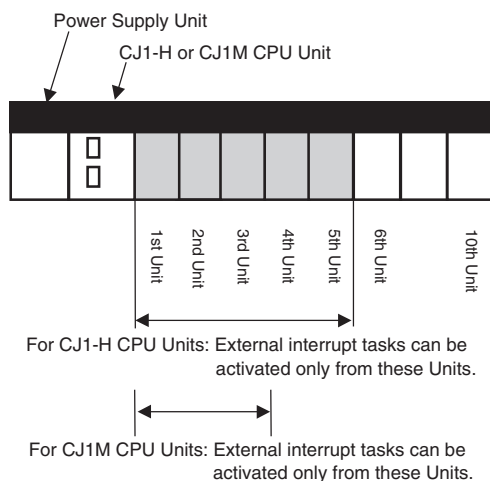 Power Supply Unit
CJ1-H or CJ1M CPU Unit
1st Unit
2nd Unit
3rd Unit
4th Unit
5th Unit
6th Unit
10th Unit
For CJ1-H CPU Units: External interrupt tasks can be
activated only from these Units.
For CJ1M CPU Units: External interrupt tasks can be
activated only from these Units.